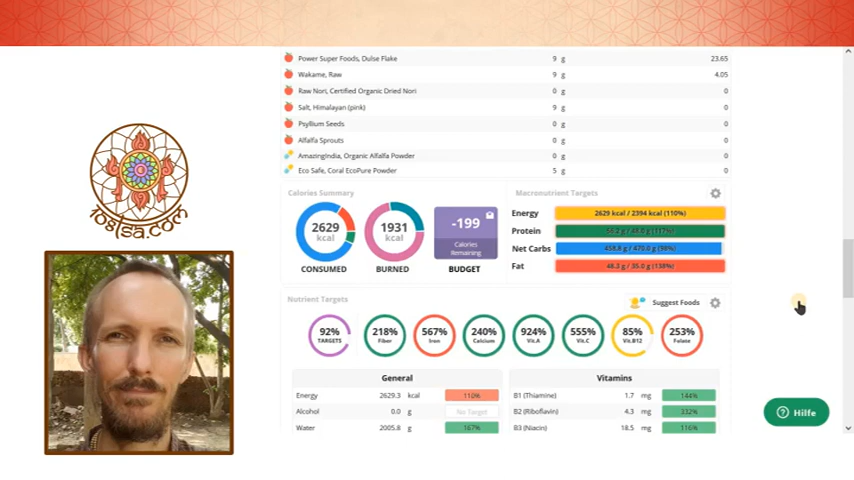 Power Super Foods, Dulse Flake 9 g 23.65
Wakame, Raw 9 g 4.05
Raw Nori, Certified Organic Dried Nori 0 g 0
Salt, Himalayan (pink) 9 g 0
Psyllium Seeds 0 g 0
Alfalfa Sprouts 0 g 0
AmazingIndia, Organic Alfalfa Powder 0 g 0
Eco Safe, Coral EcoPure Powder 5 g 0
108lsa.com
Calories Summary
2629
kcal
CONSUMED
1931
kcal
BURNED
-199
Calories
Remaining
BUDGET
Macronutrient Targets
Energy 2629 kcal / 2394 kcal (110%)
Protein 56.2 g / 48.0 g (117%)
Net Carbs 458.8 g / 470.0 g (98%)
Fat 48.3 g / 35.0 g (138%)
Nutrient Targets
Suggest Foods
92%
TARGETS
218%
Fiber
567%
Iron
240%
Calcium
924%
Vit.A
555%
Vit.C
85%
Vit.B12
253%
Folate
General
Energy 2629.3 kcal 110%
Alcohol 0.0 g No Target
Water 2005.8 g 167%
Vitamins
B1 (Thiamine) 1.7 mg 144%
B2 (Riboflavin) 4.3 mg 332%
B3 (Niacin) 18.5 mg 116%
Hilfe